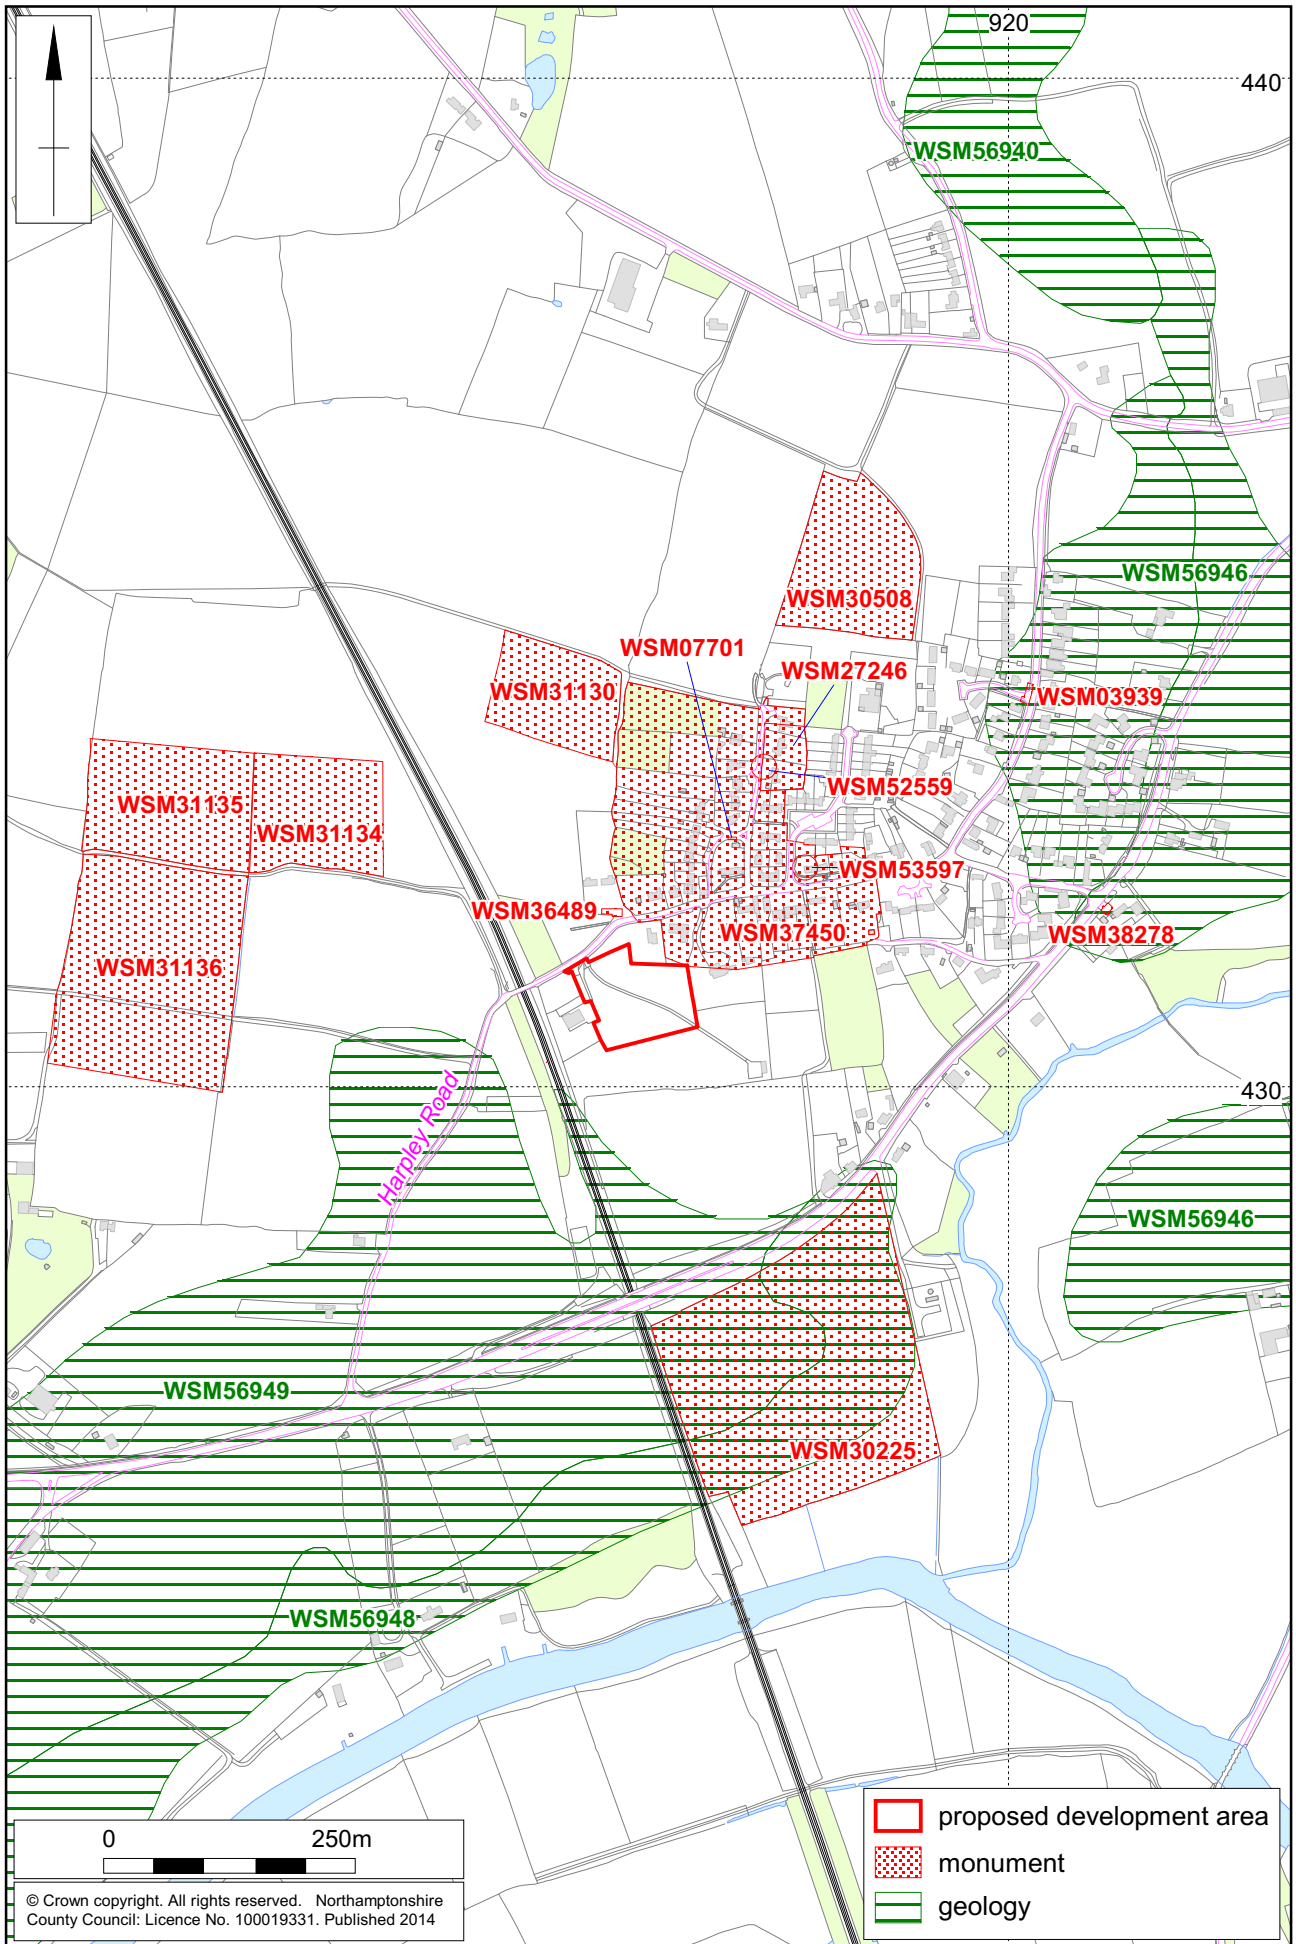 920
440
WSM56940
WSM56946
WSM30508
WSM07701
WSM27246
WSM31130
WSM03939
WSM52559
WSM31135
WSM31134
WSM53597
WSM36489
WSM37450
WSM38278
WSM31136
430
Harpley Road
WSM56946
WSM56949
WSM30225
WSM56948
0 250m
© Crown copyright. All rights reserved. Northamptonshire
County Council: Licence No. 100019331. Published 2014
proposed development area
monument
geology